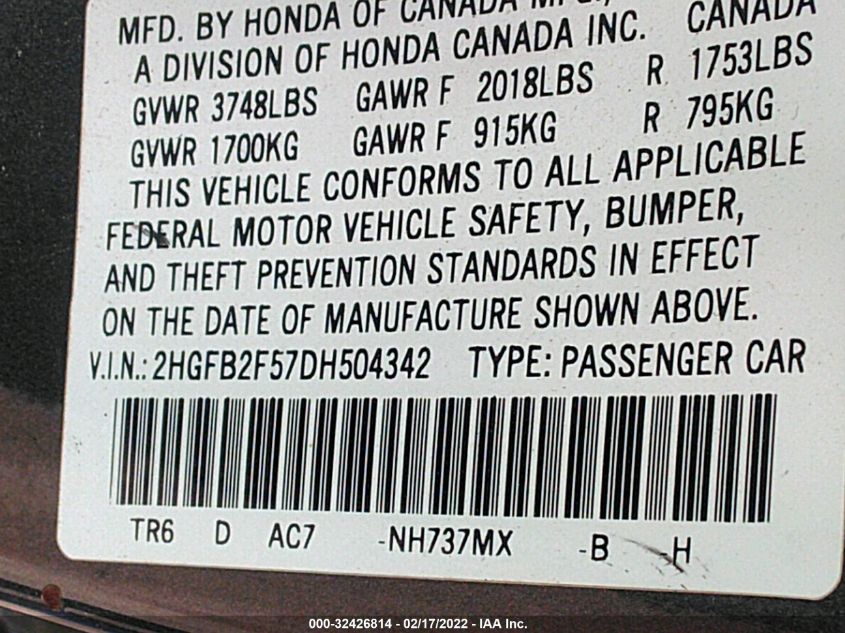 MFD. BY HONDA OF CANADA MFG.,
A DIVISION OF HONDA CANADA INC. CANADA
GVWR 3748LBS GAWR F 2018LBS R 1753LBS
GVWR 1700KG GAWR F 915KG R 795KG
THIS VEHICLE CONFORMS TO ALL APPLICABLE
FEDERAL MOTOR VEHICLE SAFETY, BUMPER,
AND THEFT PREVENTION STANDARDS IN EFFECT
ON THE DATE OF MANUFACTURE SHOWN ABOVE.
V.I.N.: 2HGFB2F57DH504342 TYPE: PASSENGER CAR
TR6 D AC7 -NH737MX -B -H
000-32426814 - 02/17/2022 - IAA Inc.